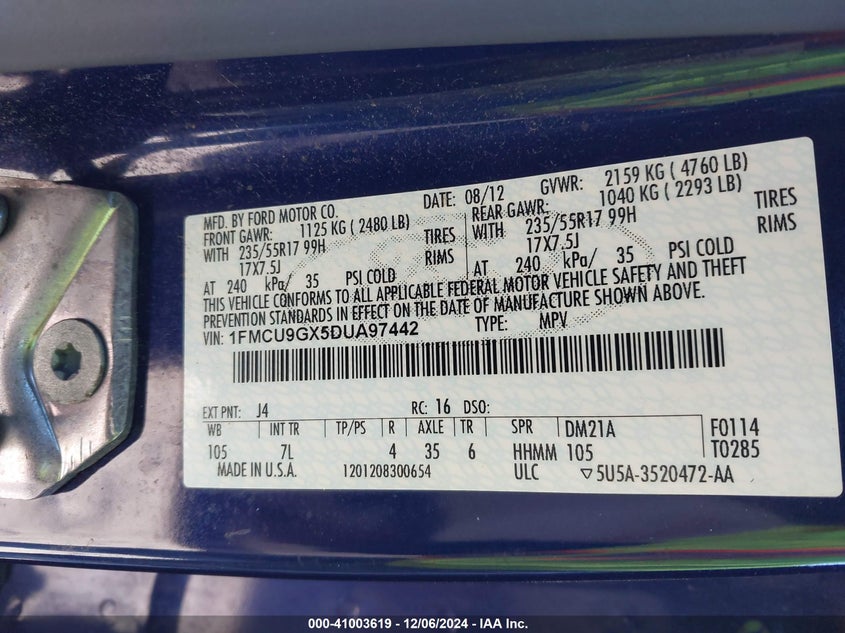 MFD. BY FORD MOTOR CO. DATE: 08/12 GVWR: 2159 KG ( 4760 LB)
FRONT GAWR: 1125 KG ( 2480 LB) REAR GAWR: 1040 KG ( 2293 LB)
WITH 235/55R17 99H TIRES WITH 235/55R17 99H TIRES
17X7.5J RIMS 17X7.5J RIMS
AT 240 kPa/ 35 PSI COLD AT 240 kPa/ 35 PSI COLD
THIS VEHICLE CONFORMS TO ALL APPLICABLE FEDERAL MOTOR VEHICLE SAFETY AND THEFT
PREVENTION STANDARDS IN EFFECT ON THE DATE OF MANUFACTURE SHOWN ABOVE.
VIN: 1FMCU9GX5DUA97442 TYPE: MPV
EXT PNT: J4 RC: 16 DSO:
WB INT TR TP/PS R AXLE TR SPR DM21A F0114
105 7L 4 35 6 HHMM 105 T0285
MADE IN U.S.A. 1201208300654 ULC ▽5U5A-3520472-AA
000-41003619 - 12/06/2024 - IAA Inc.